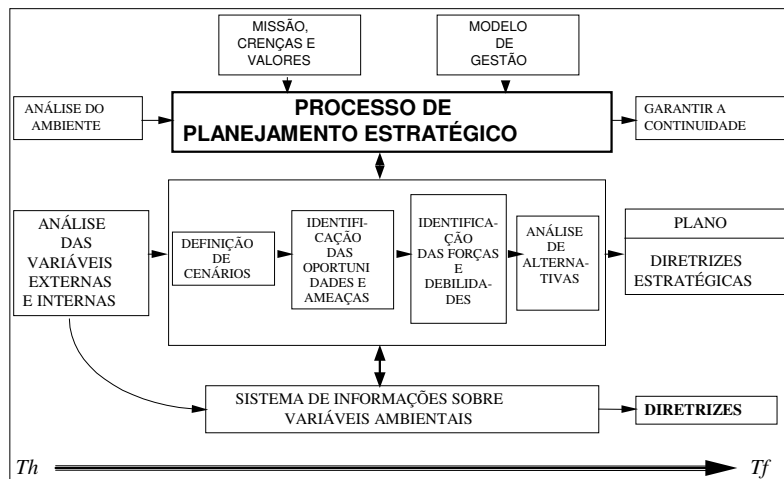 MISSÃO,
CRENÇAS E
VALORES
MODELO
DE
GESTÃO
ANÁLISE DO
AMBIENTE
PROCESSO DE
PLANEJAMENTO ESTRATÉGICO
GARANTIR A
CONTINUIDADE
ANÁLISE
DAS
VARIÁVEIS
EXTERNAS
E INTERNAS
DEFINIÇÃO
DE
CENÁRIOS
IDENTIFI-
CAÇÃO
DAS
OPORTUNI
DADES E
AMEAÇAS
IDENTIFICA-
ÇÃO
DAS FORÇAS
E
DEBILIDA-
DES
ANÁLISE
DE
ALTERNA-
TIVAS
PLANO
DIRETRIZES
ESTRATÉGICAS
SISTEMA DE INFORMAÇÕES SOBRE
VARIÁVEIS AMBIENTAIS
DIRETRIZES
Th
Tf